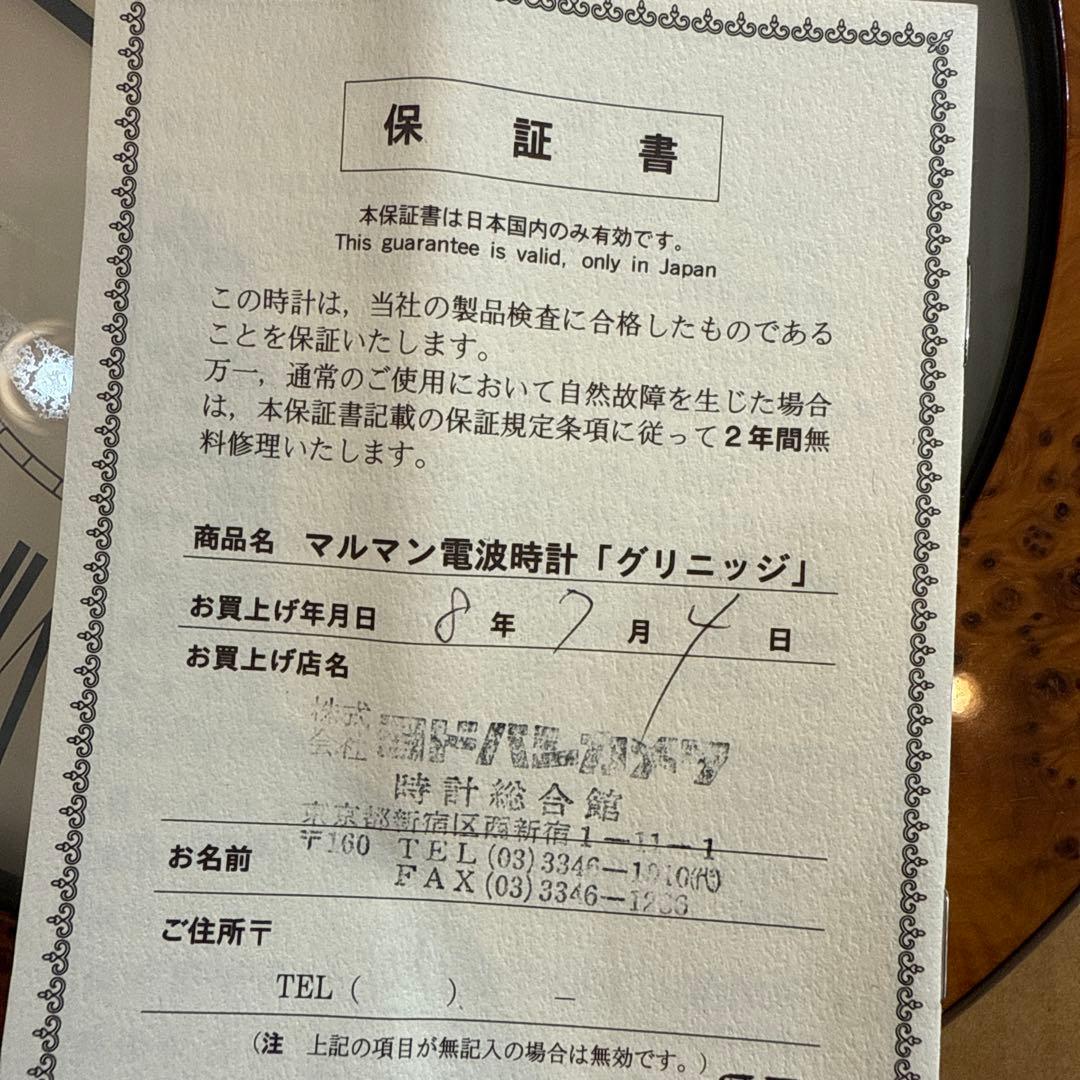 保証書
本保証書は日本国内のみ有効です。
This guarantee is valid, only in Japan
この時計は,当社の製品検査に合格したものである
ことを保証いたします。
万一,通常のご使用において自然故障を生じた場合
は,本保証書記載の保証規定条項に従って2年間無
料修理いたします。
商品名 マルマン電波時計「グリニッジ」
お買上げ年月日 8年7月4日
お買上げ店名
株式会社 ヨドバシカメラ
時計総合館
東京都新宿区西新宿1-11-1
〒160 TEL(03)3346-1010(代)
FAX(03)3346-1236
お名前
ご住所〒
TEL ( ) -
(注 上記の項目が無記入の場合は無効です。)